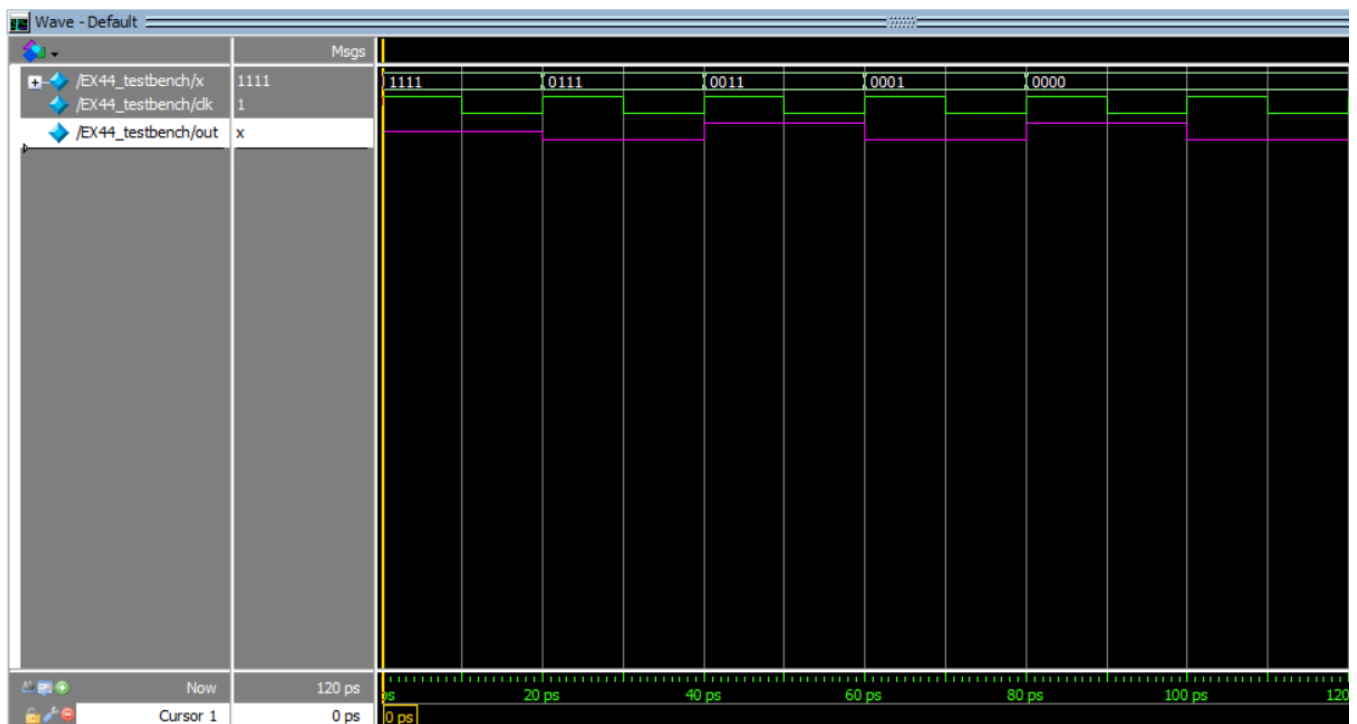 Wave - Default
Msgs
/EX44_testbench/x 1111 1111 0111 0011 0001 0000
/EX44_testbench/clk 1
/EX44_testbench/out x
Now 120 ps ps 20 ps 40 ps 60 ps 80 ps 100 ps 120
Cursor 1 0 ps 0 ps